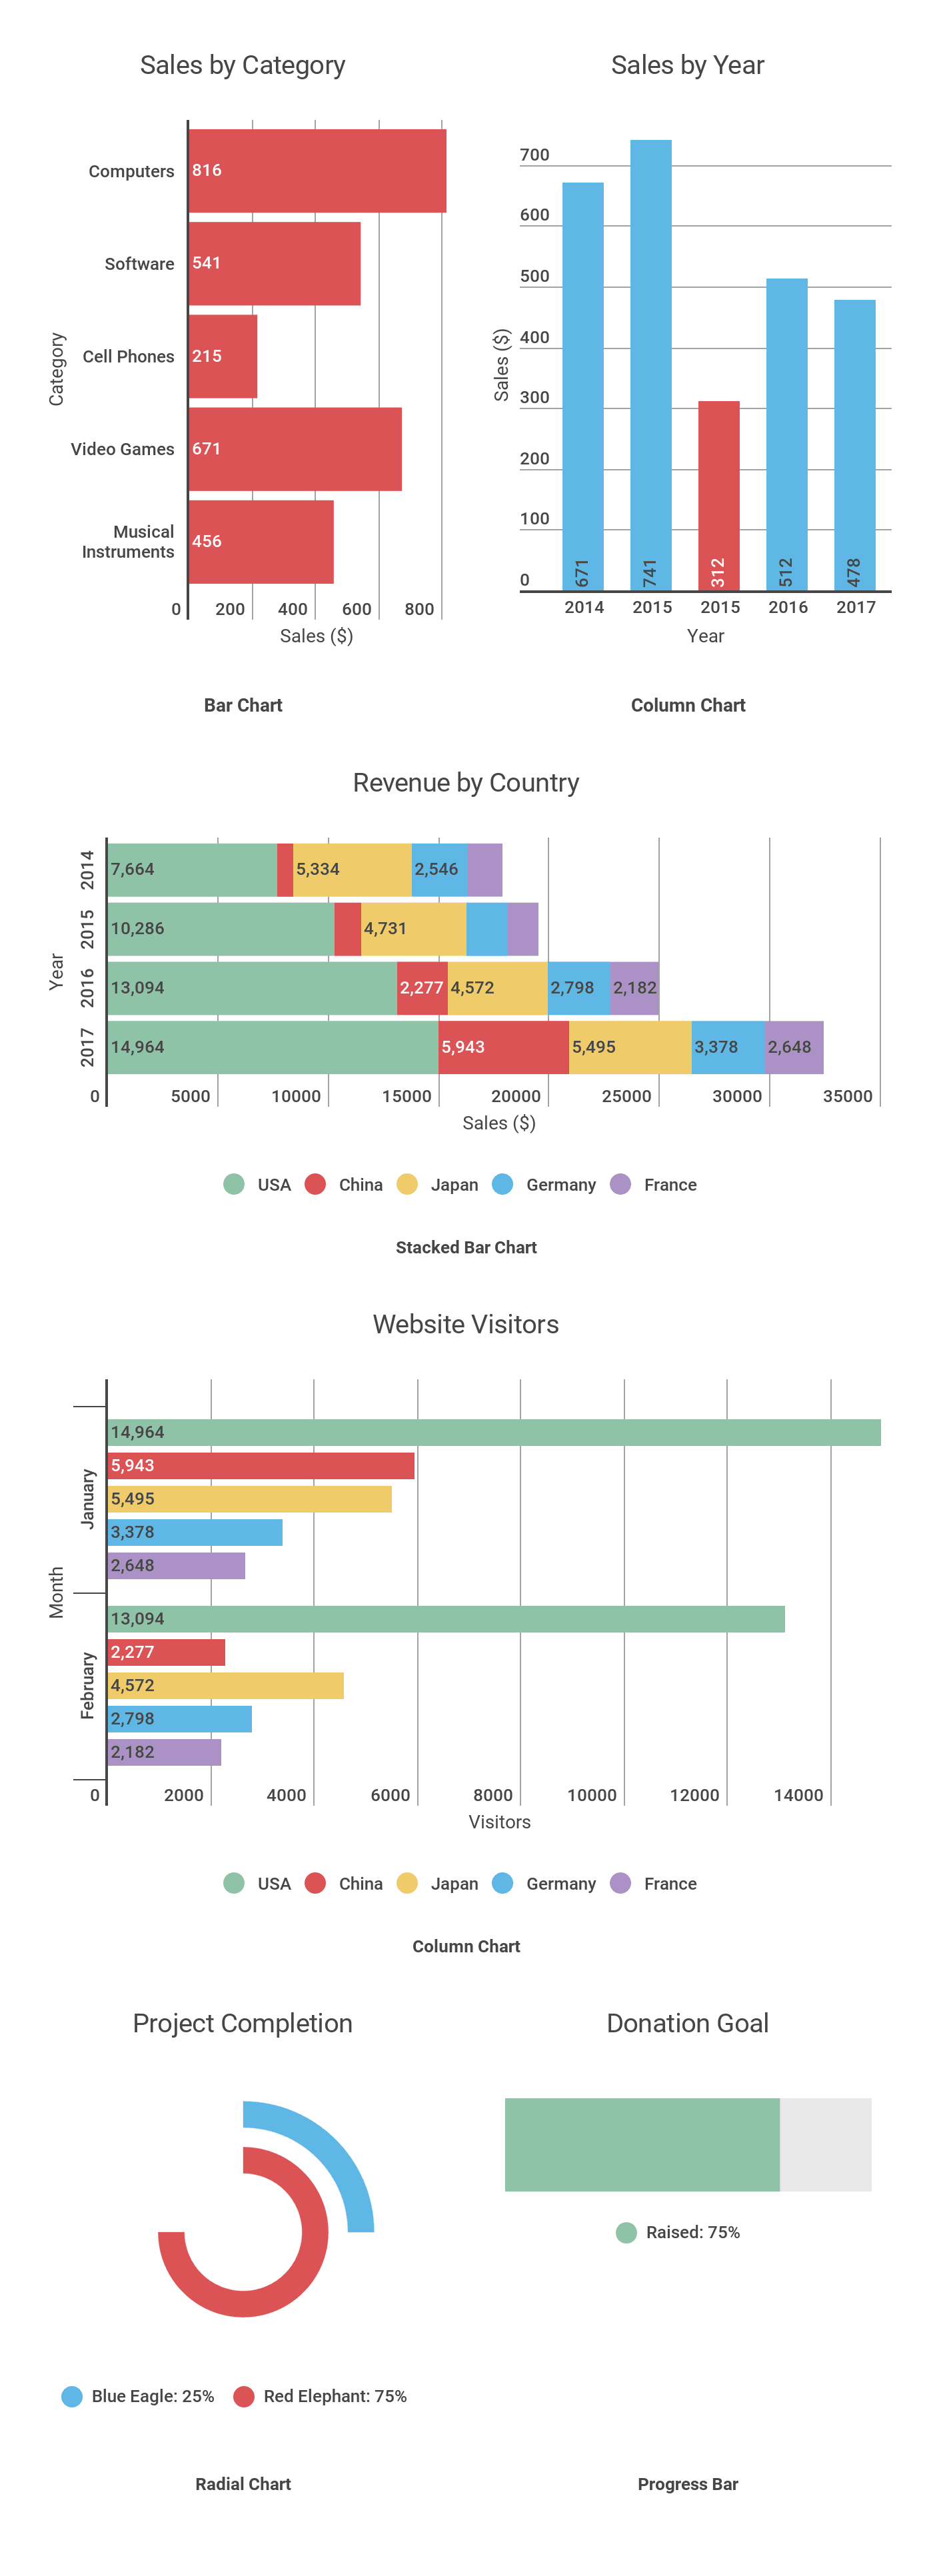 Sales by Category
Computers
816
Software
541
Cell Phones
215
Video Games
671
Musical
Instruments
456
Category
0 200 400 600 800
Sales ($)
Bar Chart
Sales by Year
700
600
500
400
300
200
100
0
Sales ($)
671 741 312 512 478
2014 2015 2015 2016 2017
Year
Column Chart
Revenue by Country
Year
2014 7,664 5,334 2,546
2015 10,286 4,731
2016 13,094 2,277 4,572 2,798 2,182
2017 14,964 5,943 5,495 3,378 2,648
0 5000 10000 15000 20000 25000 30000 35000
Sales ($)
USA China Japan Germany France
Stacked Bar Chart
Website Visitors
Month
January
14,964
5,943
5,495
3,378
2,648
February
13,094
2,277
4,572
2,798
2,182
0 2000 4000 6000 8000 10000 12000 14000
Visitors
USA China Japan Germany France
Column Chart
Project Completion
Blue Eagle: 25% Red Elephant: 75%
Radial Chart
Donation Goal
Raised: 75%
Progress Bar